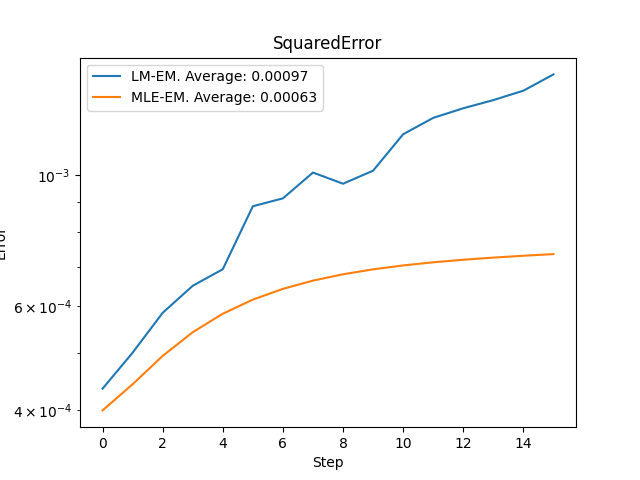 SquaredError
LM-EM. Average: 0.00097
MLE-EM. Average: 0.00063
10⁻³
6 × 10⁻⁴
4 × 10⁻⁴
Error
0 2 4 6 8 10 12 14
Step